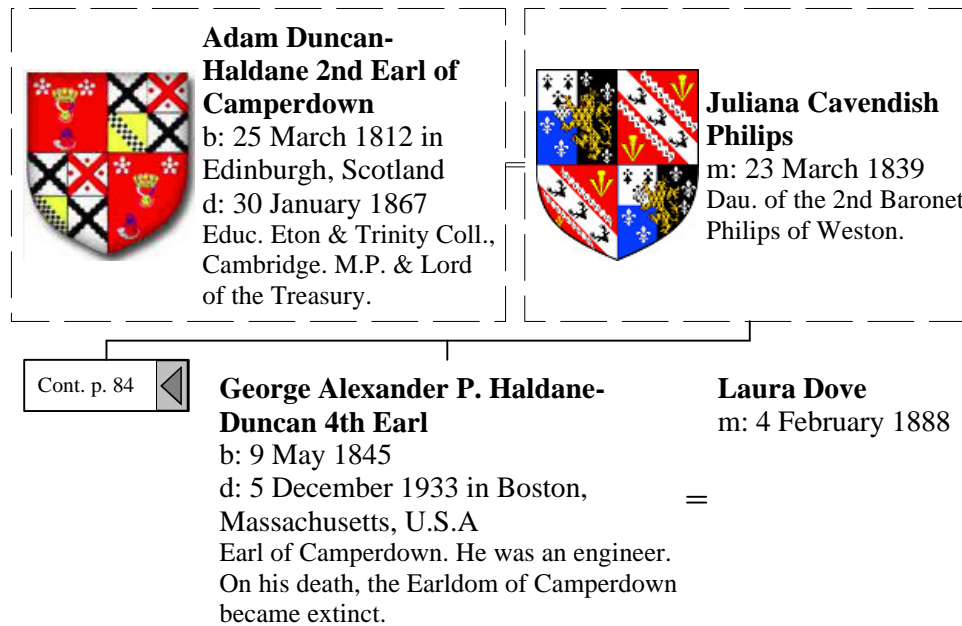 Adam Duncan-
Haldane 2nd Earl of
Camperdown
b: 25 March 1812 in
Edinburgh, Scotland
d: 30 January 1867
Educ. Eton & Trinity Coll.,
Cambridge. M.P. & Lord
of the Treasury.
=
Juliana Cavendish
Philips
m: 23 March 1839
Dau. of the 2nd Baronet
Philips of Weston.
Cont. p. 84
George Alexander P. Haldane-
Duncan 4th Earl
b: 9 May 1845
d: 5 December 1933 in Boston,
Massachusetts, U.S.A
Earl of Camperdown. He was an engineer.
On his death, the Earldom of Camperdown
became extinct.
=
Laura Dove
m: 4 February 1888